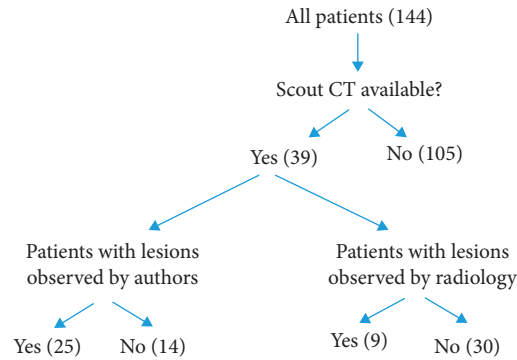 All patients (144)
Scout CT available?
Yes (39)
No (105)
Patients with lesions
observed by authors
Patients with lesions
observed by radiology
Yes (25)
No (14)
Yes (9)
No (30)